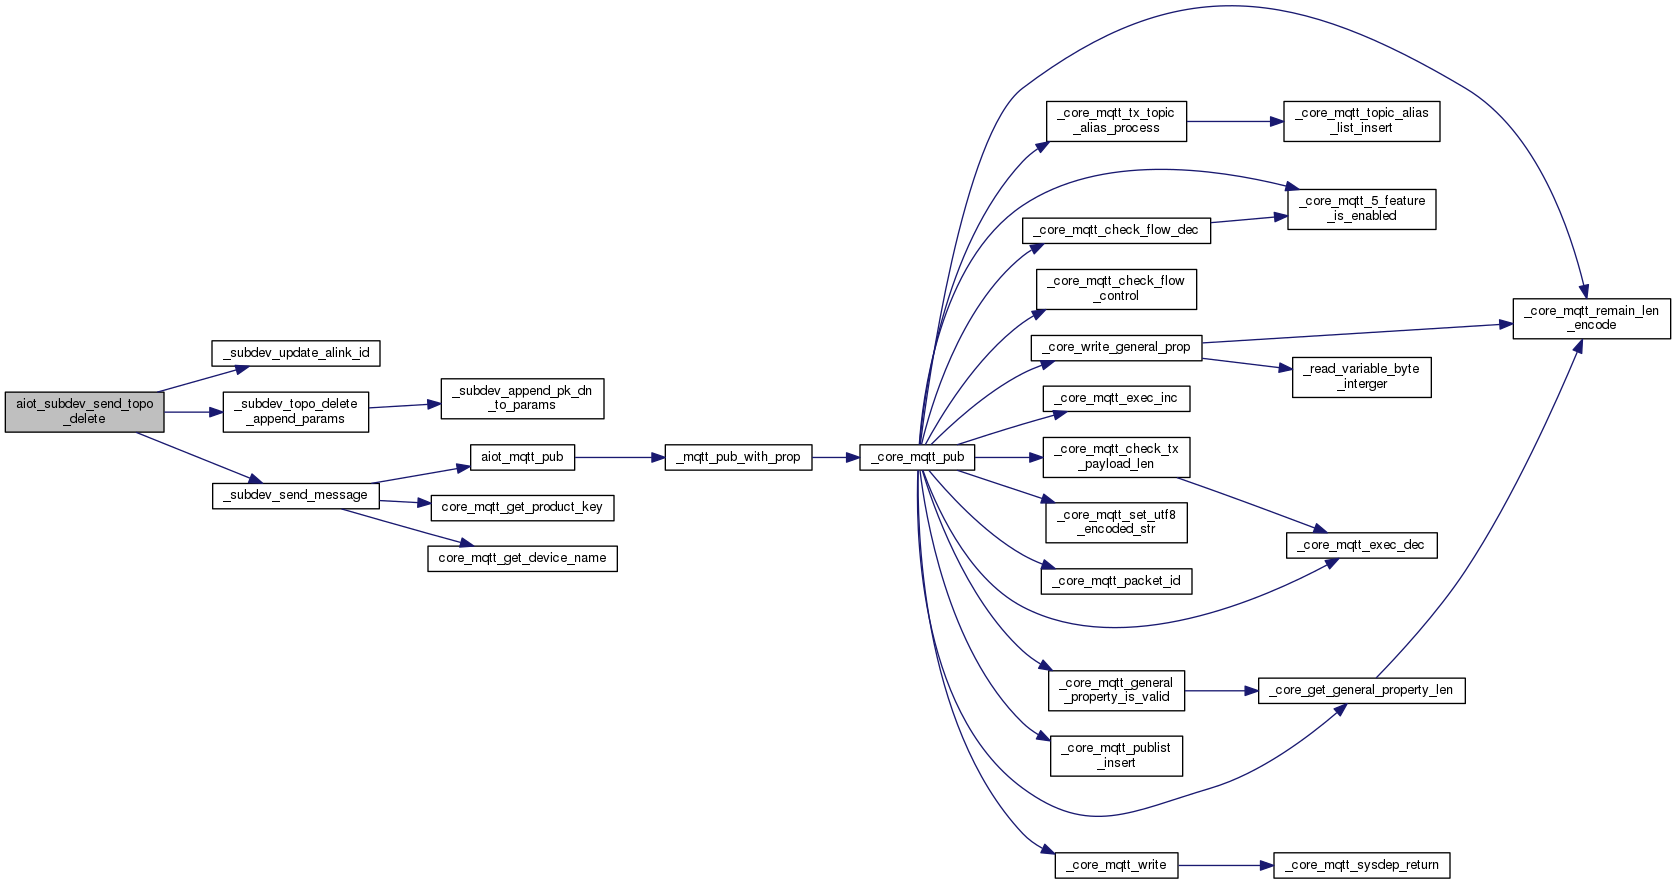 aiot_subdev_send_topo
_delete
_subdev_update_alink_id
_subdev_topo_delete
_append_params
_subdev_append_pk_dn
_to_params
_subdev_send_message
aiot_mqtt_pub
core_mqtt_get_product_key
core_mqtt_get_device_name
_mqtt_pub_with_prop
_core_mqtt_pub
_core_mqtt_tx_topic
_alias_process
_core_mqtt_topic_alias
_list_insert
_core_mqtt_5_feature
_is_enabled
_core_mqtt_check_flow_dec
_core_mqtt_check_flow
_control
_core_mqtt_remain_len
_encode
_core_write_general_prop
_read_variable_byte
_interger
_core_mqtt_exec_inc
_core_mqtt_check_tx
_payload_len
_core_mqtt_set_utf8
_encoded_str
_core_mqtt_exec_dec
_core_mqtt_packet_id
_core_mqtt_general
_property_is_valid
_core_get_general_property_len
_core_mqtt_publist
_insert
_core_mqtt_write
_core_mqtt_sysdep_return